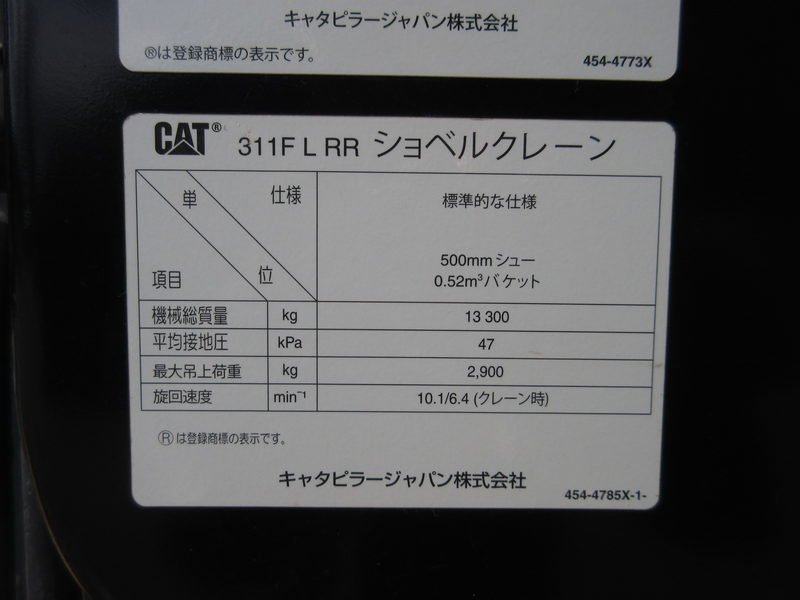 キャタピラージャパン株式会社
®は登録商標の表示です。
454-4773X
CAT® 311F L RR ショベルクレーン
単 仕様 標準的な仕様
500mm シュー
項目 位 0.52m³バケット
機械総質量 kg 13 300
平均接地圧 kPa 47
最大吊上荷重 kg 2,900
旋回速度 min⁻¹ 10.1/6.4 (クレーン時)
Ⓡは登録商標の表示です。
キャタピラージャパン株式会社
454-4785X-1-